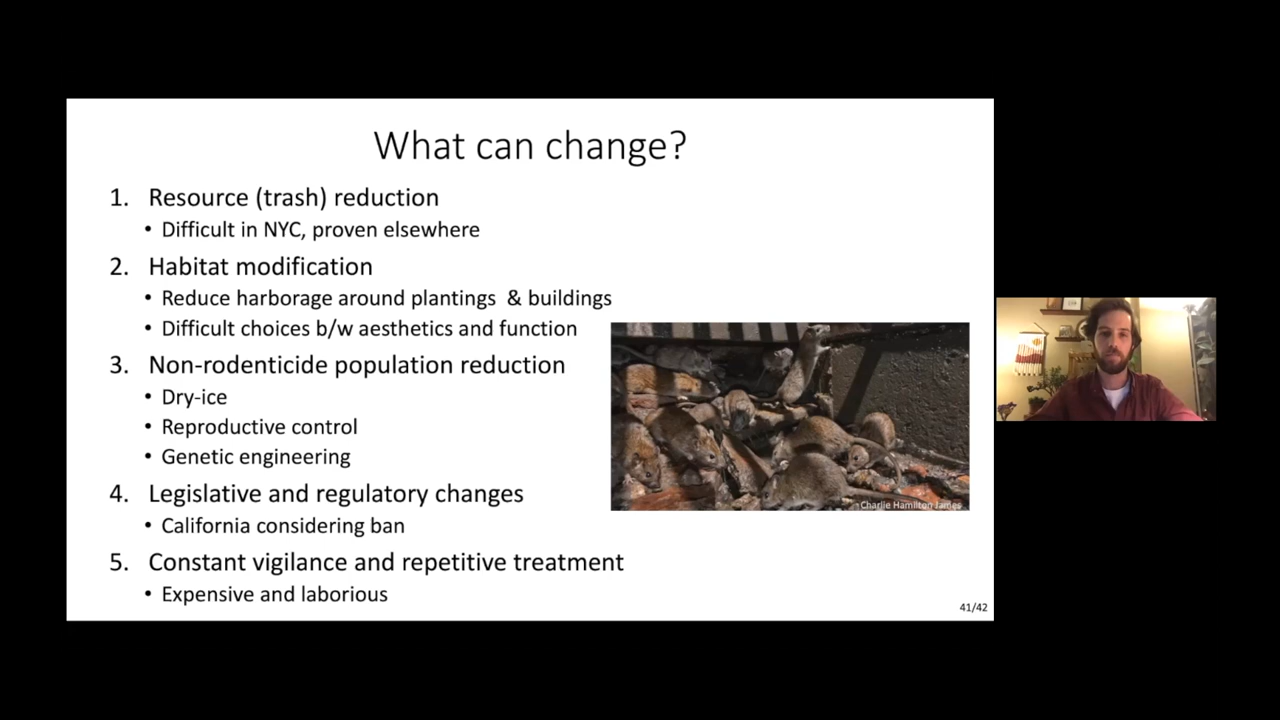 What can change?
1. Resource (trash) reduction
• Difficult in NYC, proven elsewhere
2. Habitat modification
• Reduce harborage around plantings & buildings
• Difficult choices b/w aesthetics and function
3. Non-rodenticide population reduction
• Dry-ice
• Reproductive control
• Genetic engineering
4. Legislative and regulatory changes
• California considering ban
5. Constant vigilance and repetitive treatment
• Expensive and laborious
Charlie Hamilton James
41/42